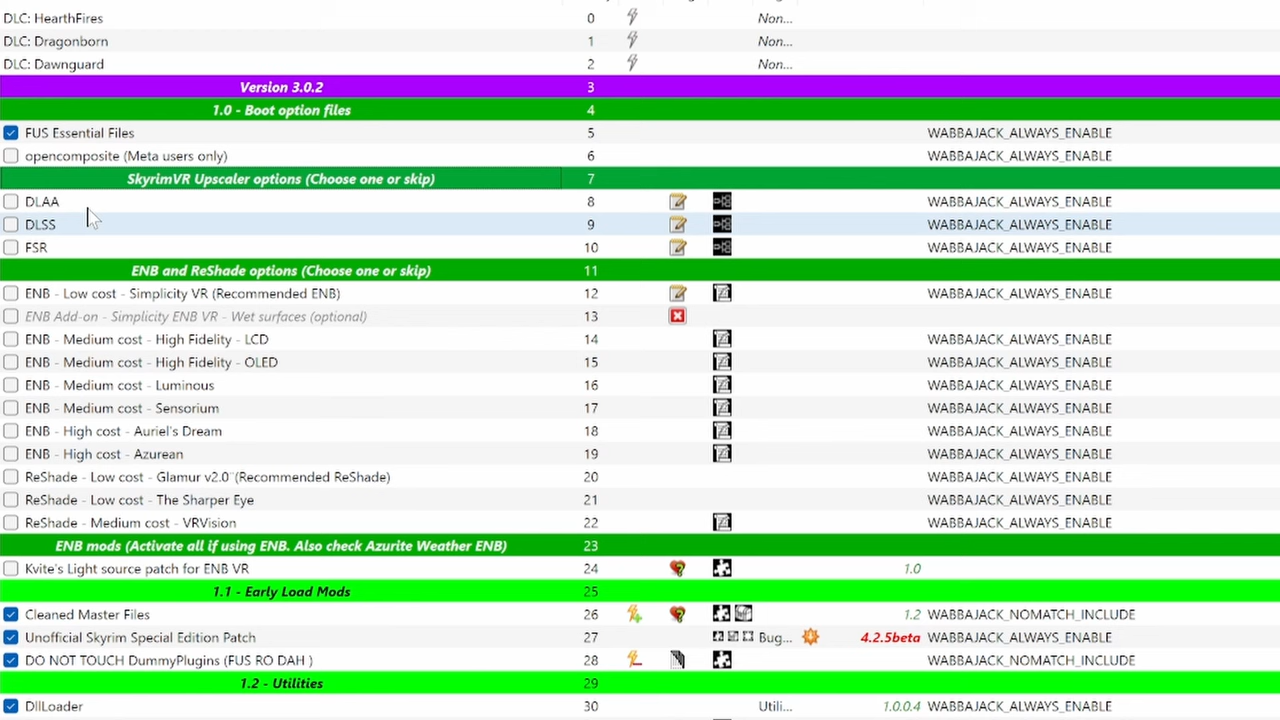 DLC: HearthFires 0 Non...
DLC: Dragonborn 1 Non...
DLC: Dawnguard 2 Non...
Version 3.0.2 3
1.0 - Boot option files 4
FUS Essential Files 5 WABBAJACK_ALWAYS_ENABLE
opencomposite (Meta users only) 6 WABBAJACK_ALWAYS_ENABLE
SkyrimVR Upscaler options (Choose one or skip) 7
DLAA 8 WABBAJACK_ALWAYS_ENABLE
DLSS 9 WABBAJACK_ALWAYS_ENABLE
FSR 10 WABBAJACK_ALWAYS_ENABLE
ENB and ReShade options (Choose one or skip) 11
ENB - Low cost - Simplicity VR (Recommended ENB) 12 WABBAJACK_ALWAYS_ENABLE
ENB Add-on - Simplicity ENB VR - Wet surfaces (optional) 13
ENB - Medium cost - High Fidelity - LCD 14 WABBAJACK_ALWAYS_ENABLE
ENB - Medium cost - High Fidelity - OLED 15 WABBAJACK_ALWAYS_ENABLE
ENB - Medium cost - Luminous 16 WABBAJACK_ALWAYS_ENABLE
ENB - Medium cost - Sensorium 17 WABBAJACK_ALWAYS_ENABLE
ENB - High cost - Auriel's Dream 18 WABBAJACK_ALWAYS_ENABLE
ENB - High cost - Azurean 19 WABBAJACK_ALWAYS_ENABLE
ReShade - Low cost - Glamur v2.0¨(Recommended ReShade) 20 WABBAJACK_ALWAYS_ENABLE
ReShade - Low cost - The Sharper Eye 21 WABBAJACK_ALWAYS_ENABLE
ReShade - Medium cost - VRVision 22 WABBAJACK_ALWAYS_ENABLE
ENB mods (Activate all if using ENB. Also check Azurite Weather ENB) 23
Kvite's Light source patch for ENB VR 24 1.0
1.1 - Early Load Mods 25
Cleaned Master Files 26 1.2 WABBAJACK_NOMATCH_INCLUDE
Unofficial Skyrim Special Edition Patch 27 Bug... 4.2.5beta WABBAJACK_ALWAYS_ENABLE
DO NOT TOUCH DummyPlugins (FUS RO DAH ) 28 WABBAJACK_NOMATCH_INCLUDE
1.2 - Utilities 29
DllLoader 30 Utili... 1.0.0.4 WABBAJACK_ALWAYS_ENABLE